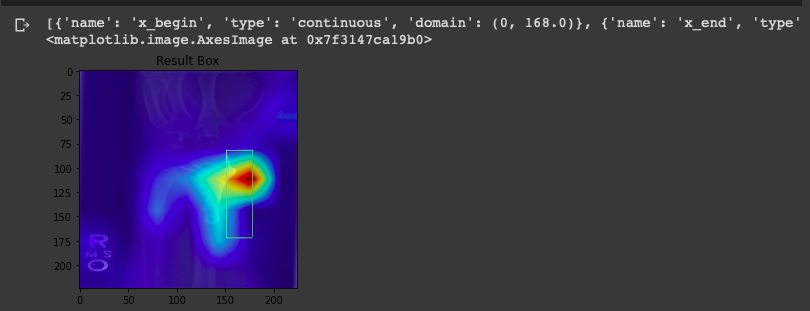 [{'name': 'x_begin', 'type': 'continuous', 'domain': (0, 168.0)}, {'name': 'x_end', 'type'
<matplotlib.image.AxesImage at 0x7f3147ca19b0>
Result Box
0
25
50
75
100
125
150
175
200
R
M S
O
0 50 100 150 200